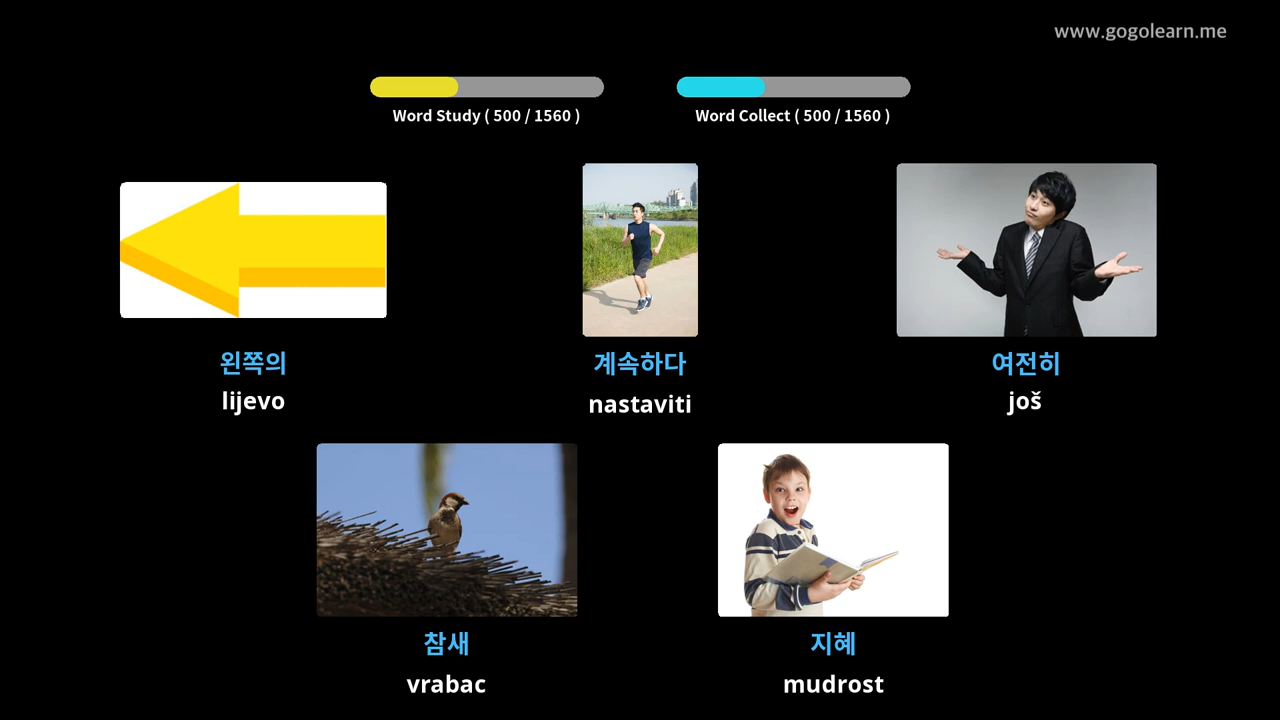 www.gogolearn.me
Word Study ( 500 / 1560 )
Word Collect ( 500 / 1560 )
왼쪽의
lijevo
계속하다
nastaviti
여전히
još
참새
vrabac
지혜
mudrost